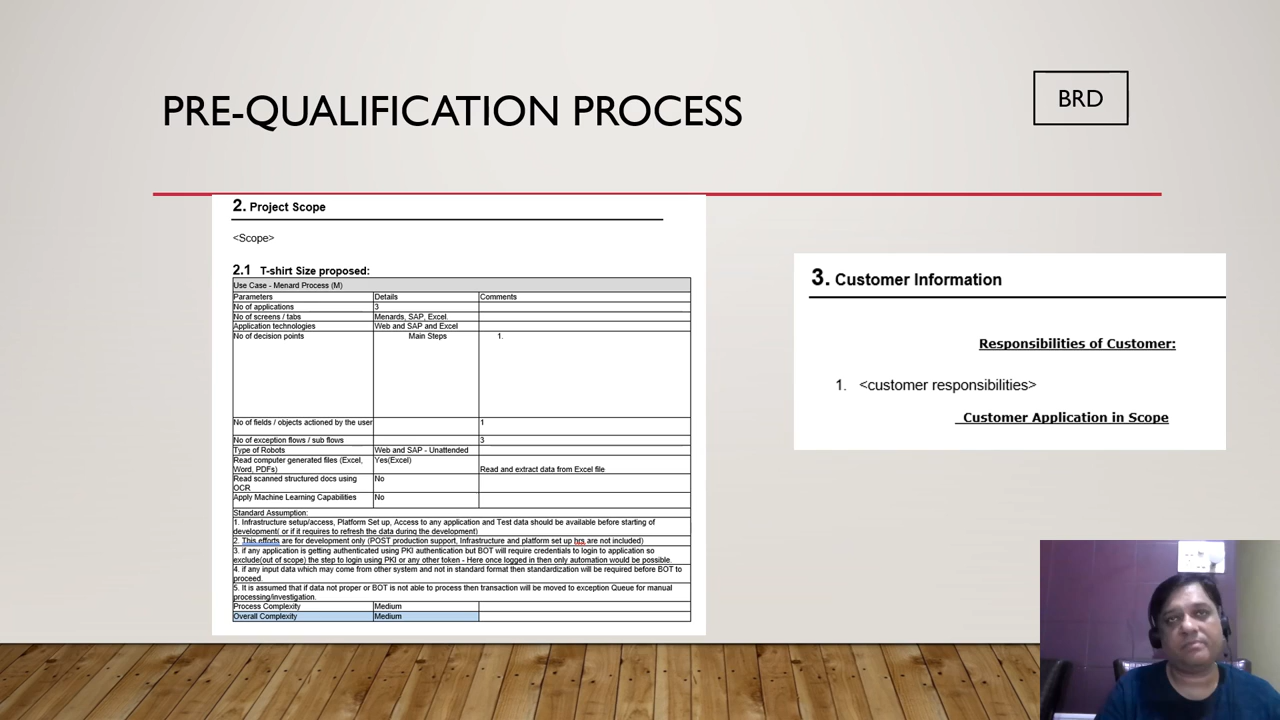 PRE-QUALIFICATION PROCESS
BRD
2. Project Scope
<Scope>
2.1 T-shirt Size proposed:
Use Case - Menard Process (M)
Parameters Details Comments
No of applications 3
No of screens / tabs Menards, SAP, Excel.
Application technologies Web and SAP and Excel
No of decision points Main Steps 1.
No of fields / objects actioned by the user 1
No of exception flows / sub flows 3
Type of Robots Web and SAP - Unattended
Read computer generated files (Excel, Yes(Excel)
Word, PDFs) Read and extract data from Excel file
Read scanned structured docs using No
OCR
Apply Machine Learning Capabilities No
Standard Assumption:
1. Infrastructure setup/access, Platform Set up, Access to any application and Test data should be available before starting of
development( or if it requires to refresh the data during the development)
2. This efforts are for development only (POST production support, Infrastructure and platform set up hrs are not included)
3. if any application is getting authenticated using PKI authentication but BOT will require credentials to login to application so
exclude(out of scope) the step to login using PKI or any other token - Here once logged in then only automation would be possible.
4. if any input data which may come from other system and not in standard format then standardization will be required before BOT to
proceed.
5. It is assumed that if data not proper or BOT is not able to process then transaction will be moved to exception Queue for manual
processing/investigation.
Process Complexity Medium
Overall Complexity Medium
3. Customer Information
Responsibilities of Customer:
1. <customer responsibilities>
Customer Application in Scope